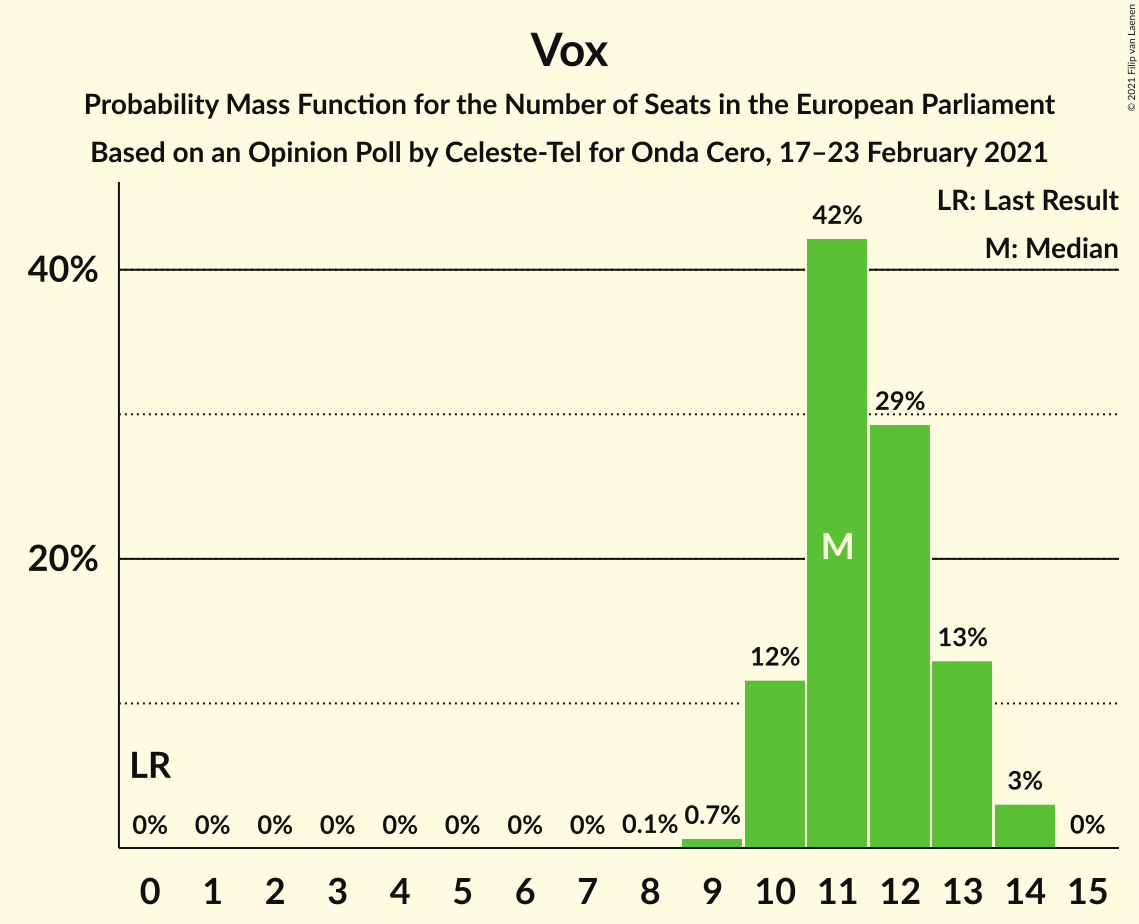 Vox
Probability Mass Function for the Number of Seats in the European Parliament
Based on an Opinion Poll by Celeste-Tel for Onda Cero, 17–23 February 2021
© 2021 Filip van Laenen
LR: Last Result
M: Median
40%
20%
42%
29%
M
13%
12%
LR
3%
0% 0% 0% 0% 0% 0% 0% 0% 0.1% 0.7% 0%
0 1 2 3 4 5 6 7 8 9 10 11 12 13 14 15